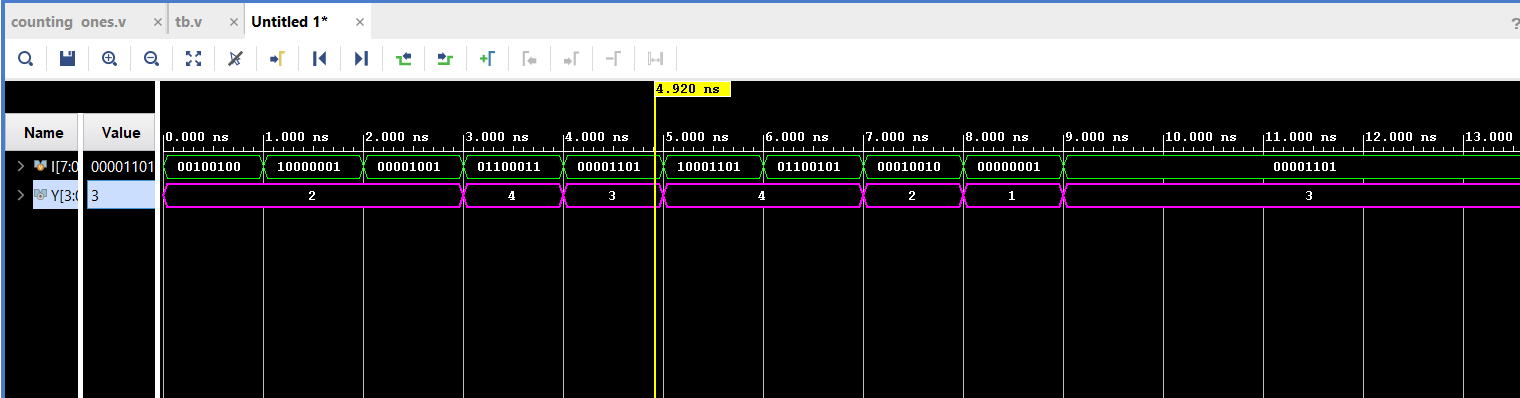 counting_ones.v × tb.v × Untitled 1* × ?
4.920 ns
Name Value
0.000 ns 1.000 ns 2.000 ns 3.000 ns 4.000 ns 5.000 ns 6.000 ns 7.000 ns 8.000 ns 9.000 ns 10.000 ns 11.000 ns 12.000 ns 13.000
I[7:0 00001101 00100100 10000001 00001001 01100011 00001101 10001101 01100101 00010010 00000001 00001101
Y[3:0 3 2 4 3 4 2 1 3